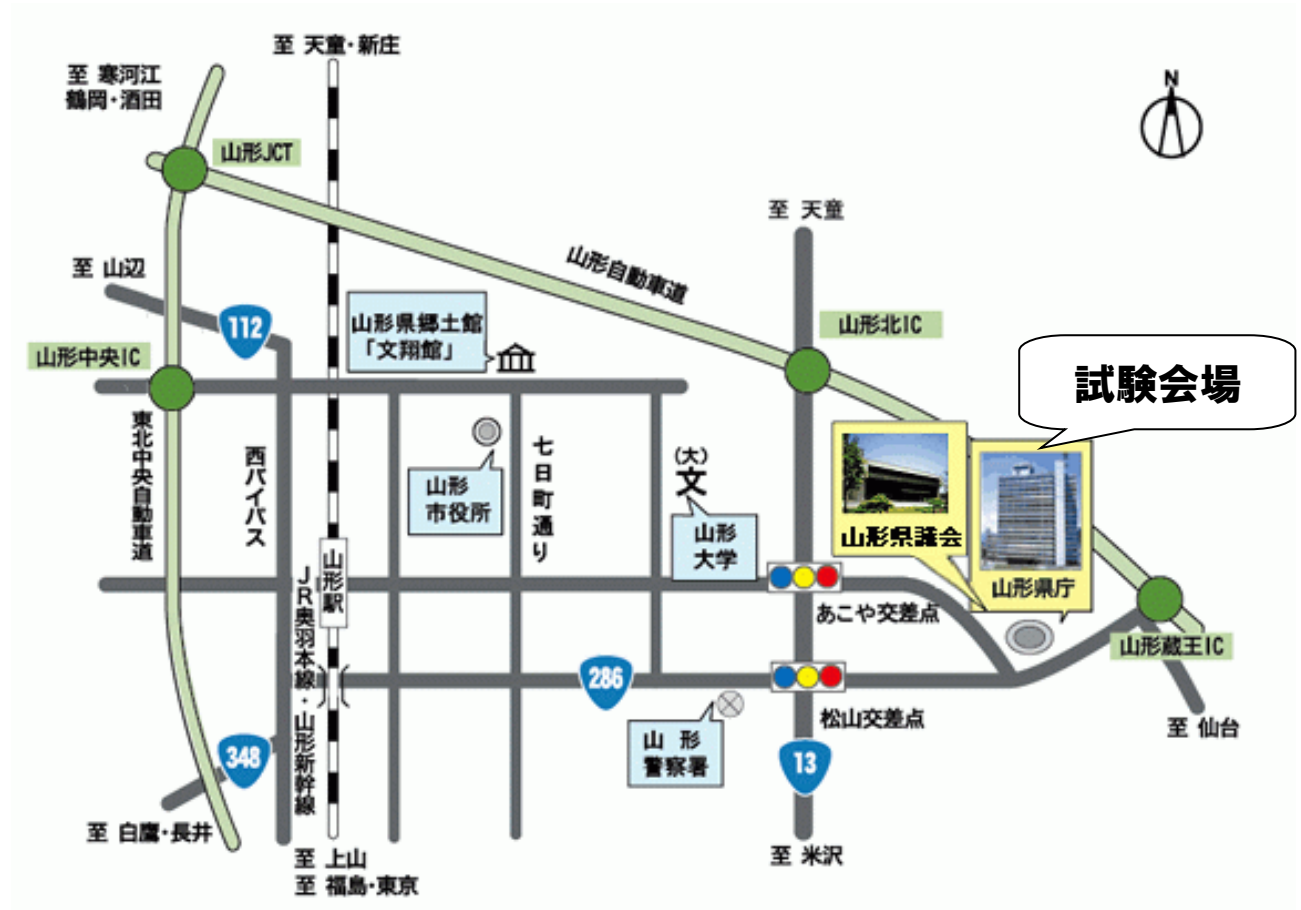 至 天童・新庄
至 寒河江
鶴岡・酒田
N
山形JCT
至 天童
山形自動車道
至 山辺
112
山形県郷土館
「文翔館」
山形北IC
山形中央IC
試験会場
東北中央自動車道
西バイパス
山形
市役所
七日町通り
(大)
文
山形
大学
山形県議会
山形県庁
山形駅
JR奥羽本線・山形新幹線
あこや交差点
山形蔵王IC
286
松山交差点
至 仙台
山 形
警察署
348
13
至 白鷹・長井
至 上山
至 福島・東京
至 米沢